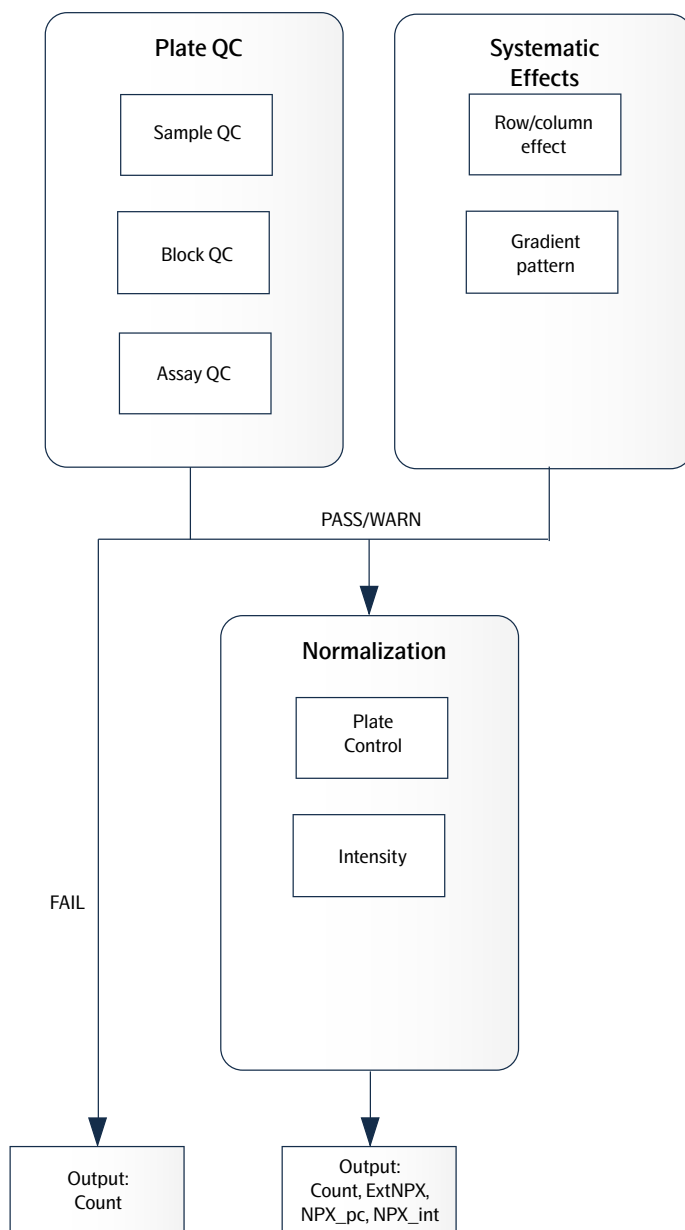 Plate QC
Sample QC
Block QC
Assay QC
Systematic
Effects
Row/column
effect
Gradient
pattern
PASS/WARN
Normalization
Plate
Control
Intensity
FAIL
Output:
Count
Output:
Count, ExtNPX,
NPX_pc, NPX_int